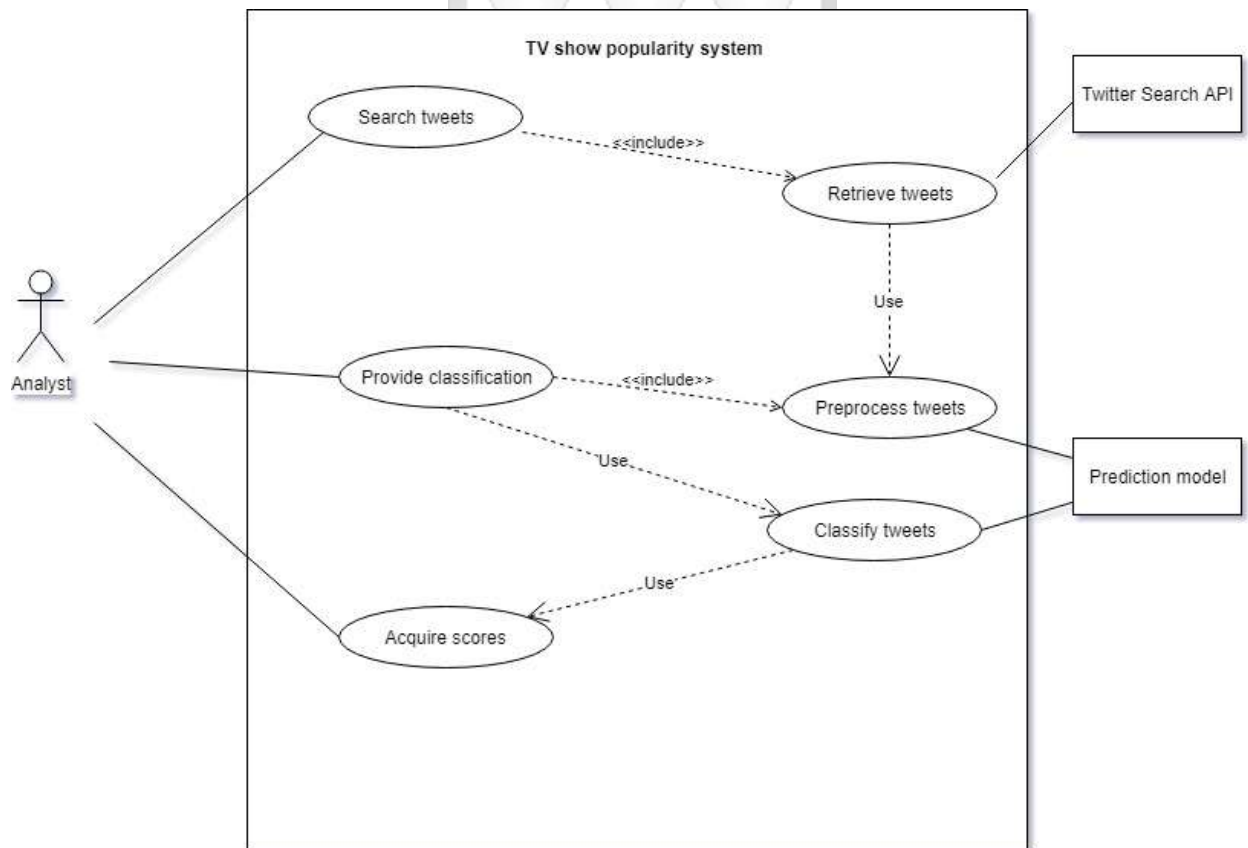 TV show popularity system
Search tweets
<<include>>
Twitter Search API
Retrieve tweets
Use
Analyst
Provide classification
<<include>>
Preprocess tweets
Use
Prediction model
Classify tweets
Use
Acquire scores